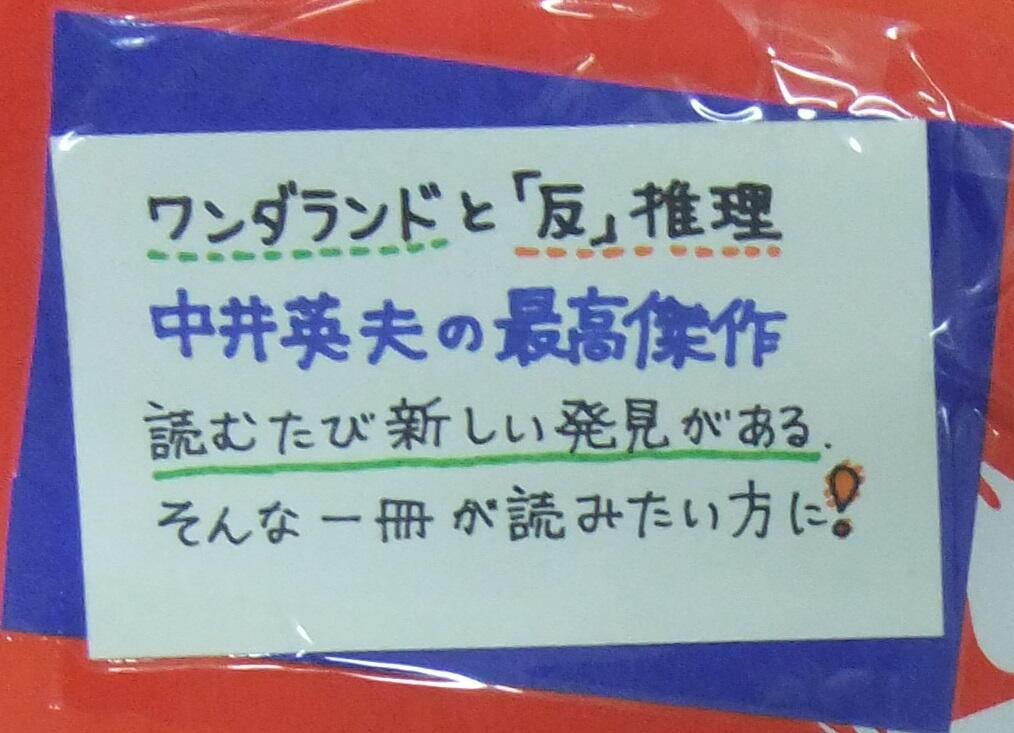 ワンダランドと「反」推理
中井英夫の最高傑作
読むたび新しい発見がある.
そんな一冊が読みたい方に!